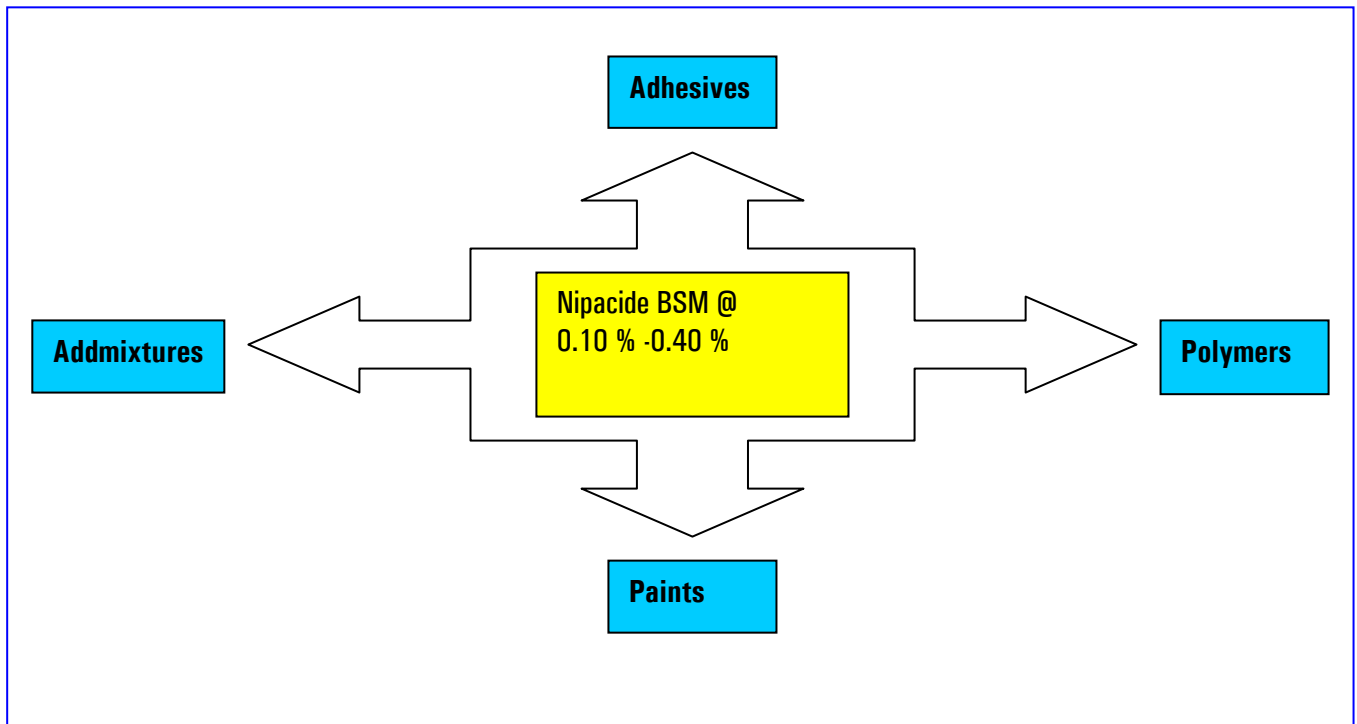 Adhesives
Nipacide BSM @
0.10 % -0.40 %
Addmixtures
Polymers
Paints